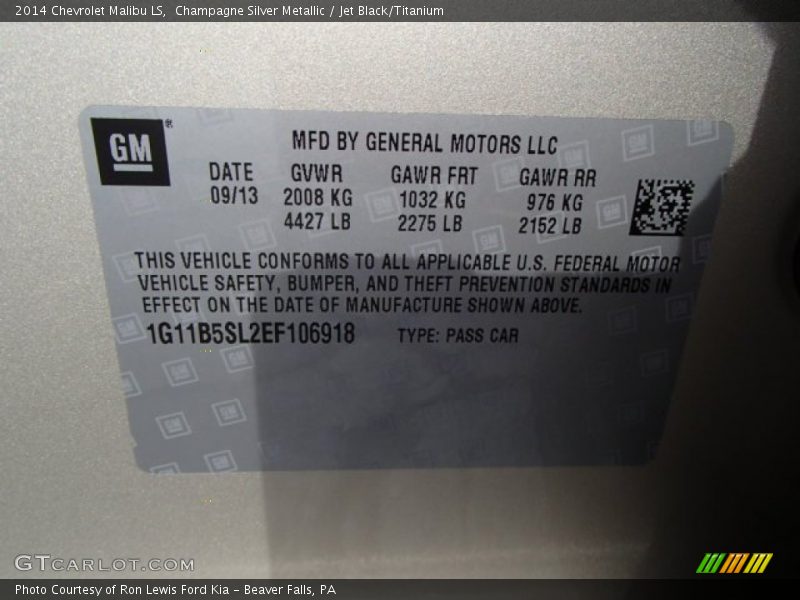 2014 Chevrolet Malibu LS,  Champagne Silver Metallic / Jet Black/Titanium
GM®
MFD BY GENERAL MOTORS LLC
DATE GVWR GAWR FRT GAWR RR
09/13 2008 KG 1032 KG 976 KG
4427 LB 2275 LB 2152 LB
THIS VEHICLE CONFORMS TO ALL APPLICABLE U.S. FEDERAL MOTOR
VEHICLE SAFETY, BUMPER, AND THEFT PREVENTION STANDARDS IN
EFFECT ON THE DATE OF MANUFACTURE SHOWN ABOVE.
1G11B5SL2EF106918 TYPE: PASS CAR
GTCARLOT.COM
Photo Courtesy of Ron Lewis Ford Kia - Beaver Falls, PA